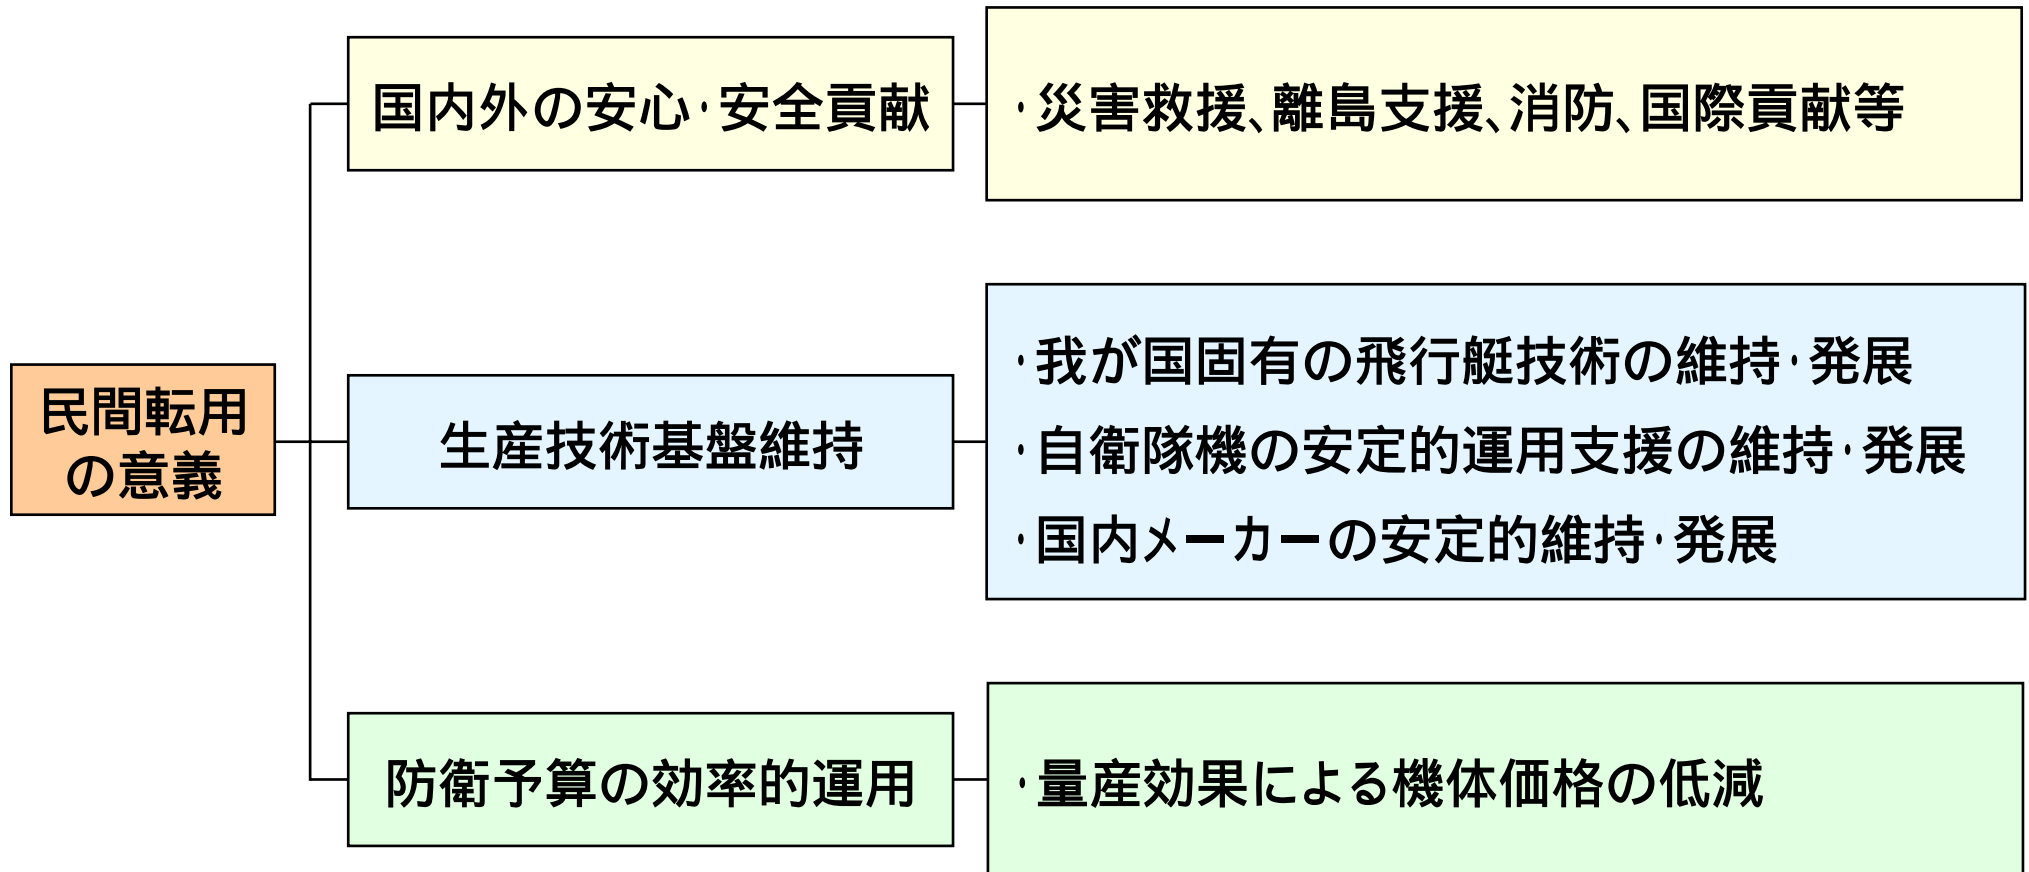 民間転用
の意義
国内外の安心・安全貢献
・災害救援、離島支援、消防、国際貢献等
生産技術基盤維持
・我が国固有の飛行艇技術の維持・発展
・自衛隊機の安定的運用支援の維持・発展
・国内メーカーの安定的維持・発展
防衛予算の効率的運用
・量産効果による機体価格の低減